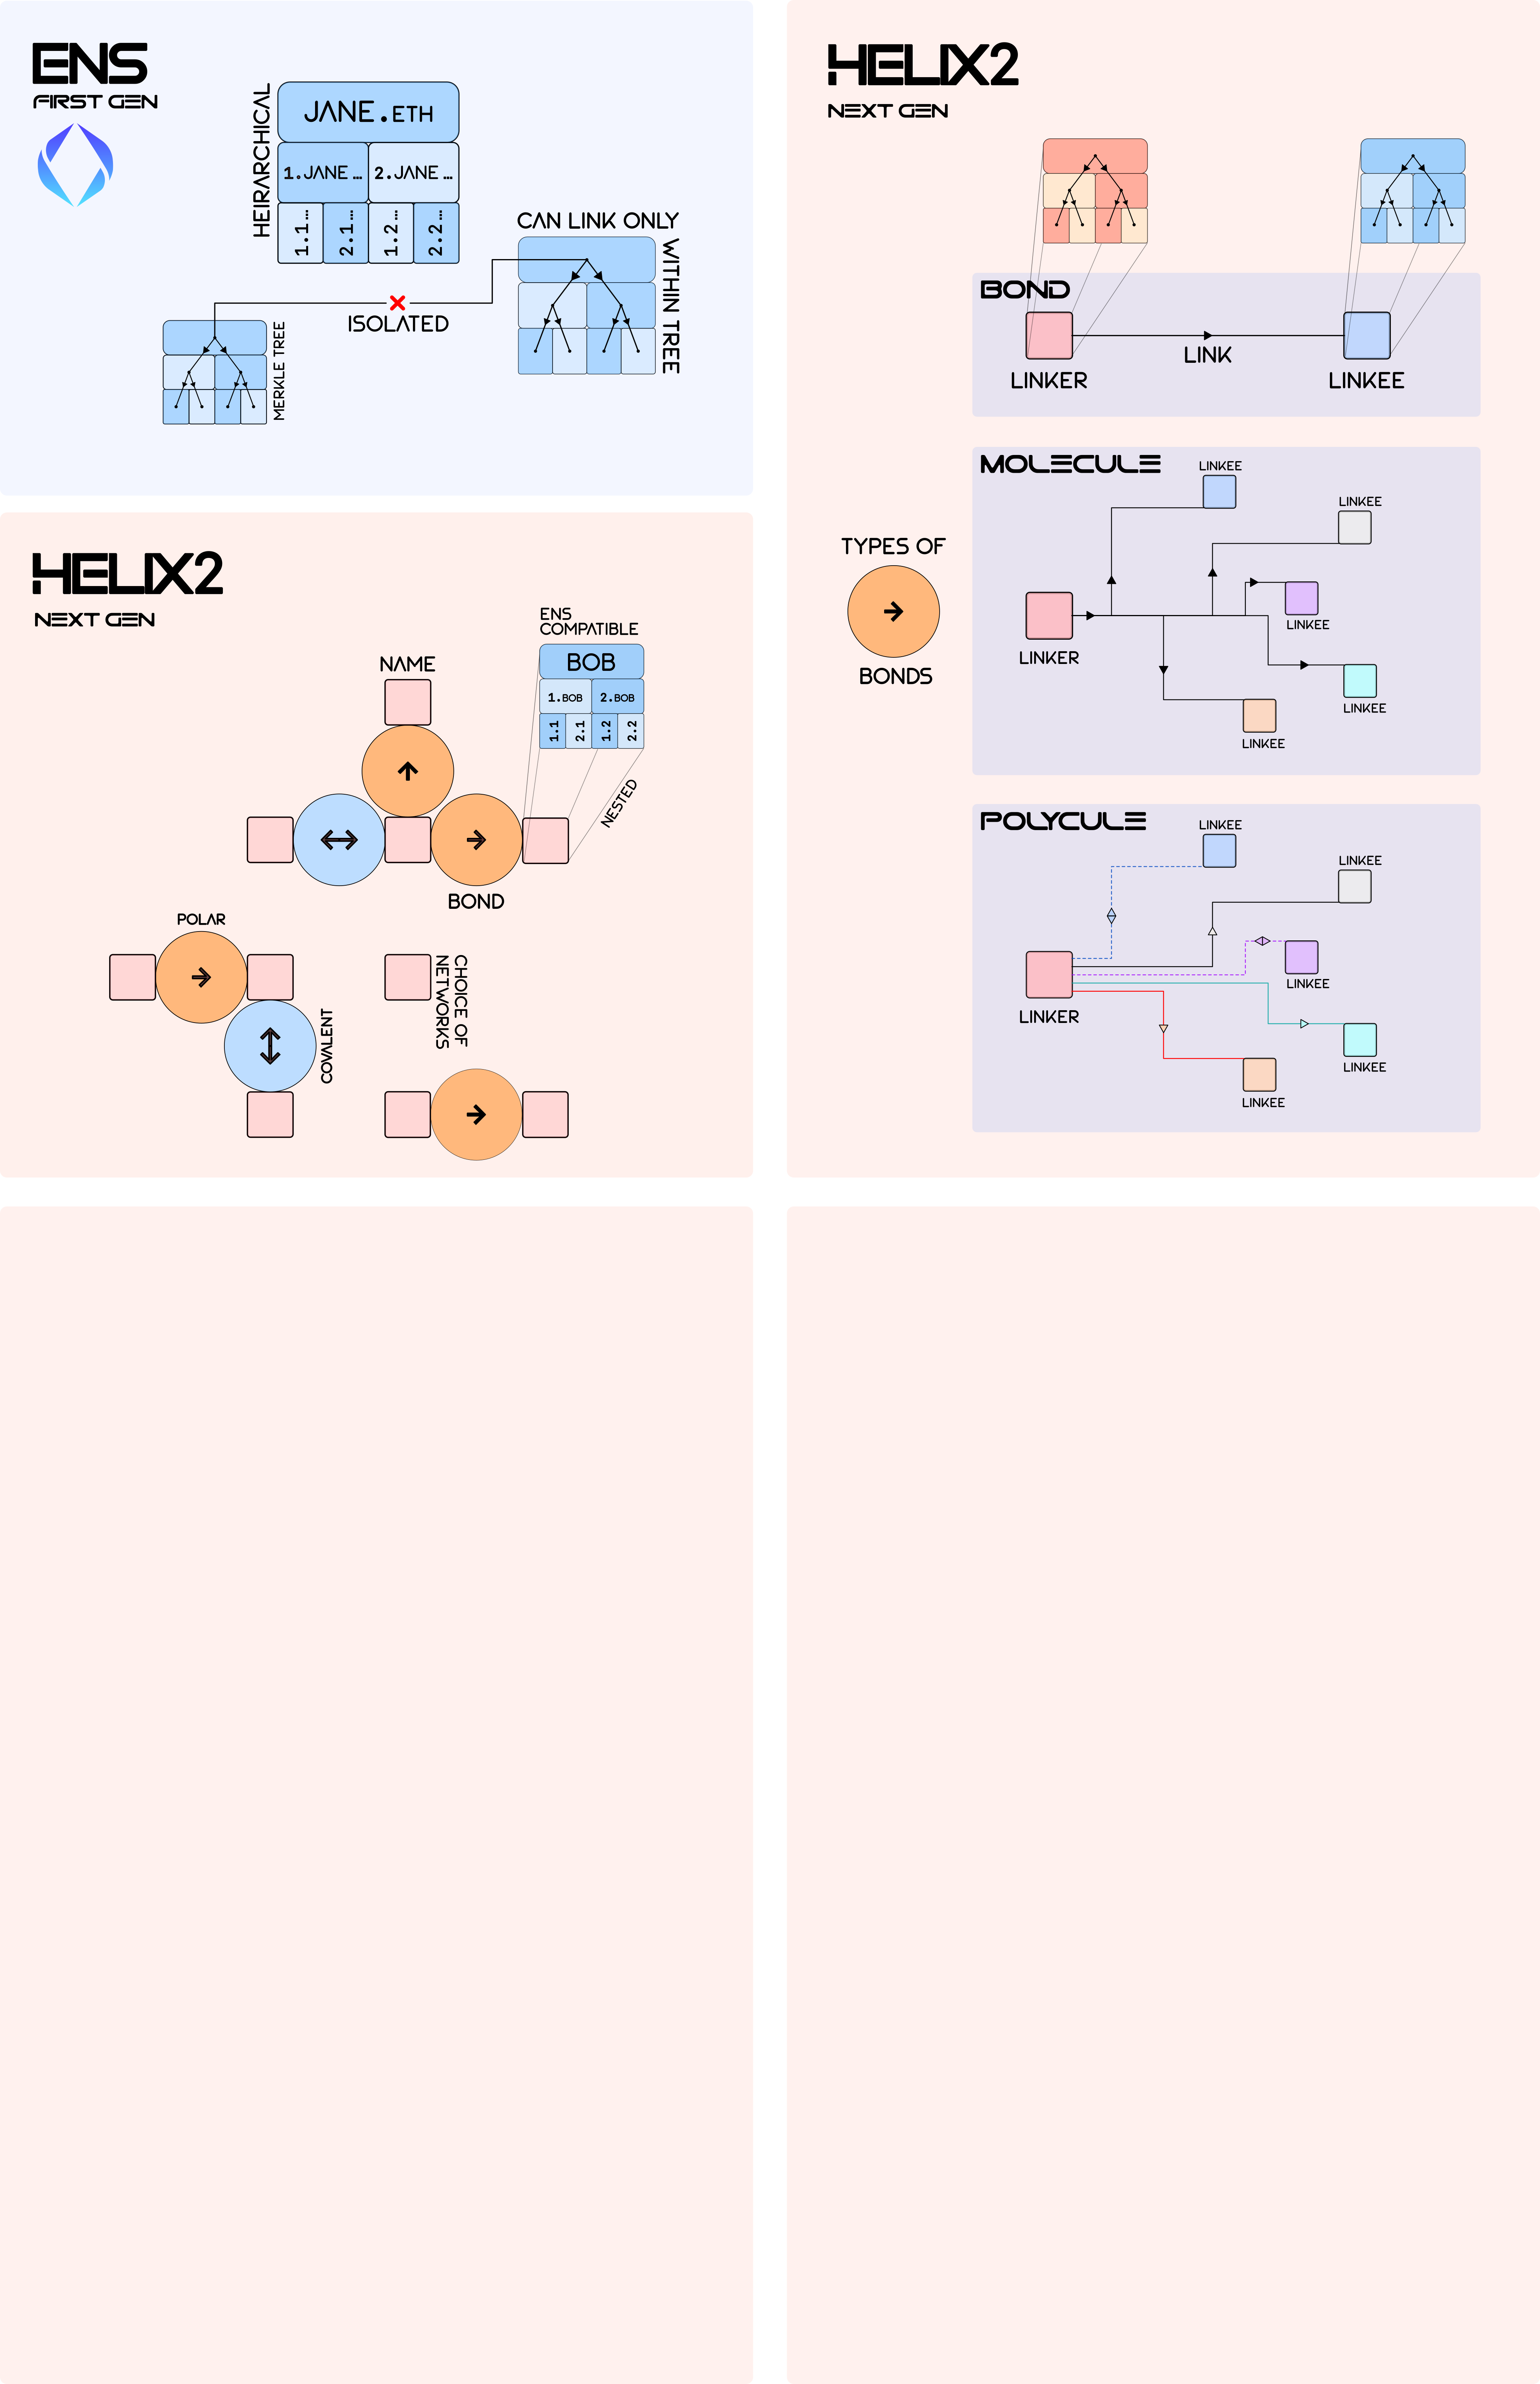 ENS
FIRST GEN
HEIRARCHICAL
JANE.ETH
1.JANE ...
2.JANE ...
1.1...
2.1...
1.2...
2.2...
CAN LINK ONLY
WITHIN TREE
ISOLATED
MERKLE TREE
HELIX2
NEXT GEN
ENS
COMPATIBLE
BOB
1.BOB
2.BOB
1.1
2.1
1.2
2.2
NESTED
NAME
BOND
POLAR
COVALENT
CHOICE OF
NETWORKS
HELIX2
NEXT GEN
BOND
LINKER
LINK
LINKEE
TYPES OF
BONDS
MOLECULE
LINKEE
LINKEE
LINKEE
LINKER
LINKEE
LINKEE
POLYCULE
LINKEE
LINKEE
LINKEE
LINKER
LINKEE
LINKEE